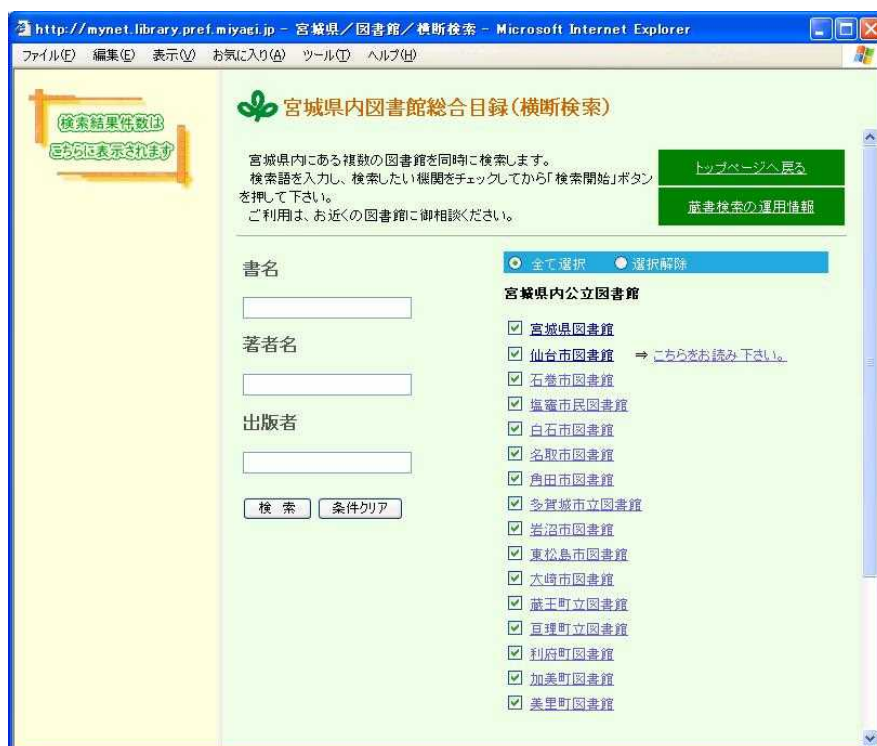 http://mynet.library.pref.miyagi.jp - 宮城県／図書館／横断検索 - Microsoft Internet Explorer
ファイル(F) 編集(E) 表示(V) お気に入り(A) ツール(T) ヘルプ(H)
検索結果件数は
こちらに表示されます
宮城県内図書館総合目録(横断検索)
宮城県内にある複数の図書館を同時に検索します。
検索語を入力し、検索したい機関をチェックしてから「検索開始」ボタン
を押して下さい。
ご利用は、お近くの図書館に御相談ください。
トップページへ戻る
蔵書検索の運用情報
書名
著者名
出版者
検 索 条件クリア
全て選択 選択解除
宮城県内公立図書館
宮城県図書館
仙台市図書館 ⇒ こちらをお読み下さい。
石巻市図書館
塩竈市民図書館
白石市図書館
名取市図書館
角田市図書館
多賀城市立図書館
岩沼市図書館
東松島市図書館
大崎市図書館
蔵王町立図書館
亘理町立図書館
利府町図書館
加美町図書館
美里町図書館